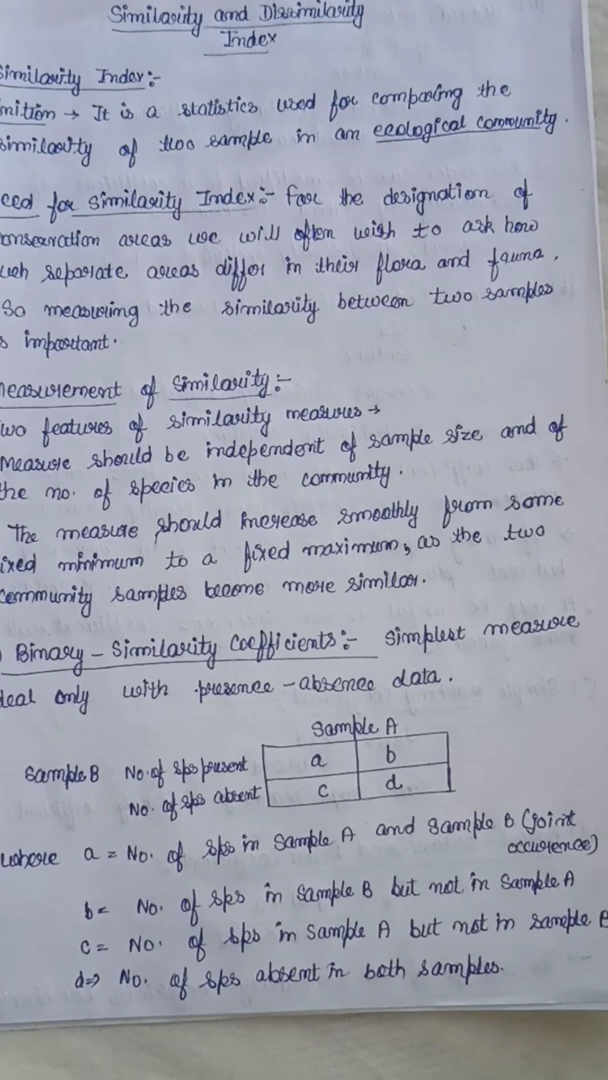 Similarity and Dissimilarity
Index
Similarity Index:-
nition → It is a statistics used for comparing the
similarity of two sample in an ecological community.
eed for Similarity Index:- for the designation of
onservation areas we will often wish to ask how
uch separate areas differ in their flora and fauna.
So measuring the similarity between two samples
s important.
Measurement of Similarity:-
wo features of similarity measures →
Measure should be independent of sample size and of
the no. of species in the community.
The measure should increase smoothly from some
ixed minimum to a fixed maximum, as the two
community samples become more similar.
) Binary - Similarity Coefficients:- simplest measure
deal only with presence - absence data.
Sample A
Sample B No. of sps present a b
No. of sps absent c d
where a = No. of sps in Sample A and Sample B (joint
occurence)
b = No. of sps in Sample B but not in Sample A
c = No. of sps in Sample A but not in sample B
d => No. of sps absent in both samples.